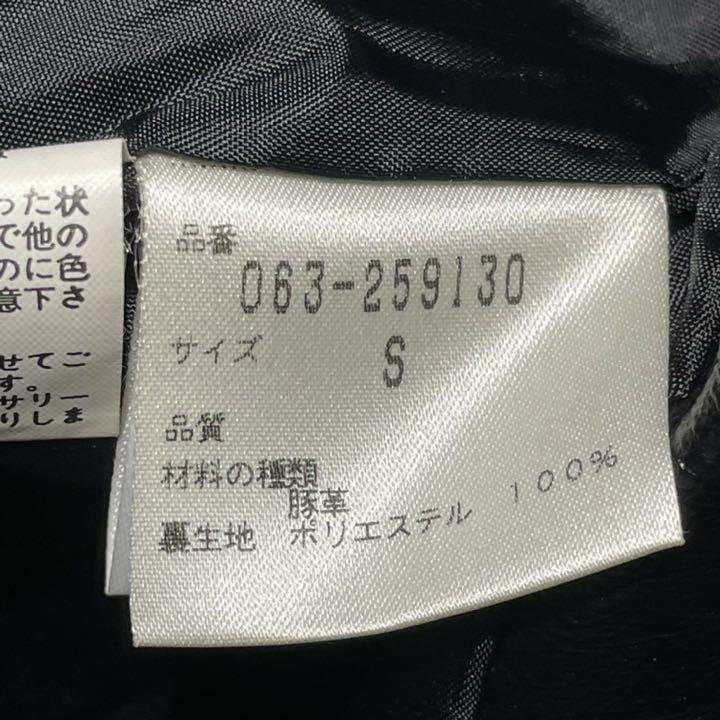 った状
で他の
のに色
意下さ
せてご
す。
サリー
りしま
品番
063-259130
サイズ S
品質
材料の種類
豚革
裏生地 ポリエステル 100%